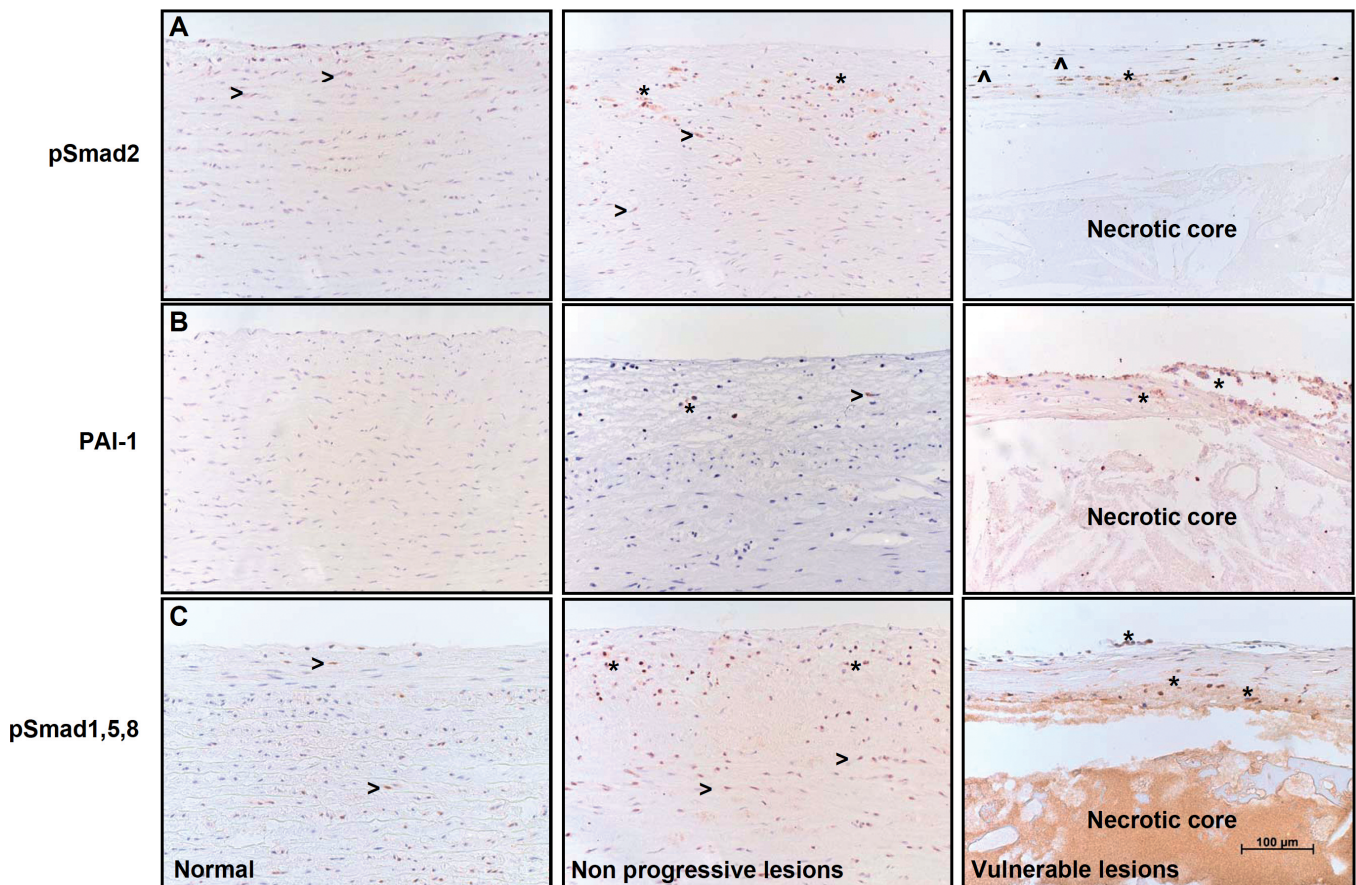 A
> > * * > > ^ ^ *
pSmad2
Necrotic core
B
* > * *
PAI-1
Necrotic core
C
> > * * > > * * *
pSmad1,5,8
Necrotic core
100 µm
Normal
Non progressive lesions
Vulnerable lesions